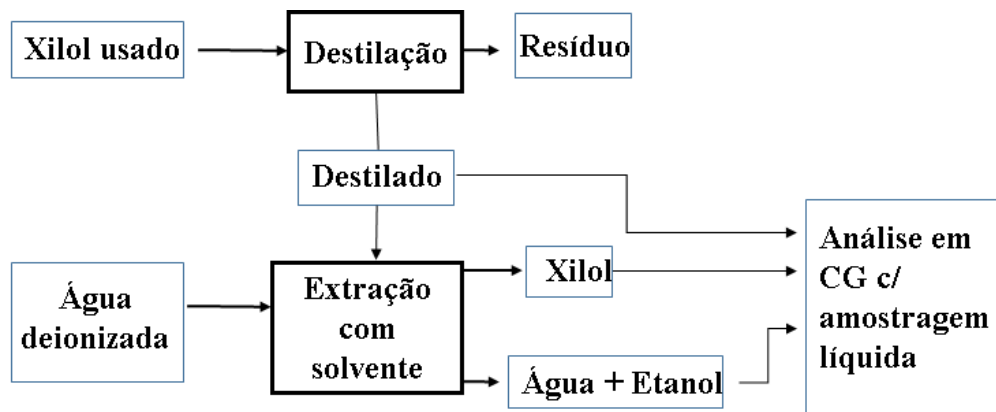 Xilol usado
Destilação
Resíduo
Destilado
Água
deionizada
Extração
com
solvente
Xilol
Água + Etanol
Análise em
CG c/
amostragem
líquida